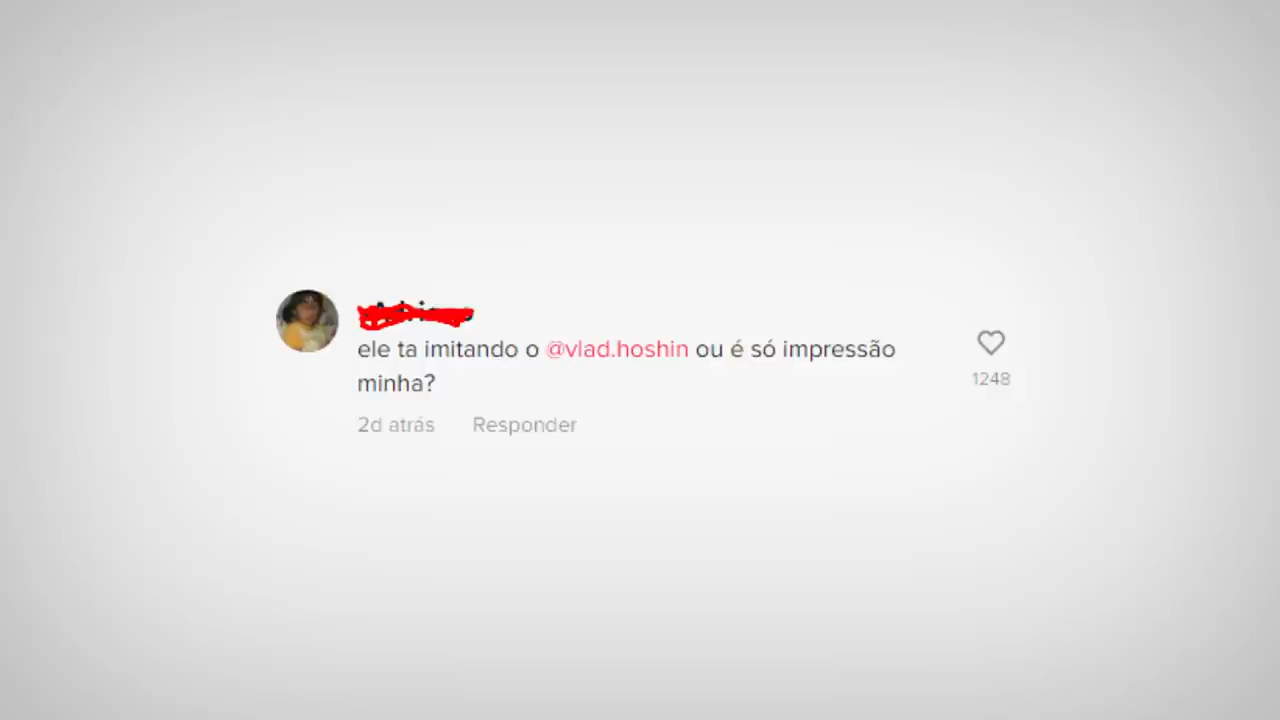 ele ta imitando o @vlad.hoshin ou é só impressão
minha?
1248
2d atrás Responder